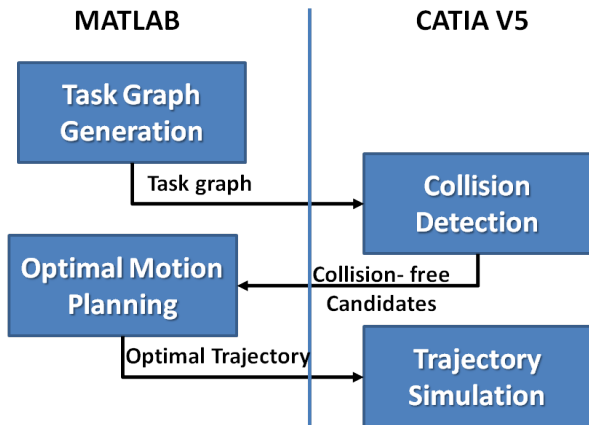 MATLAB
CATIA V5
Task Graph
Generation
Task graph
Collision
Detection
Optimal Motion
Planning
Collision- free
Candidates
Optimal Trajectory
Trajectory
Simulation